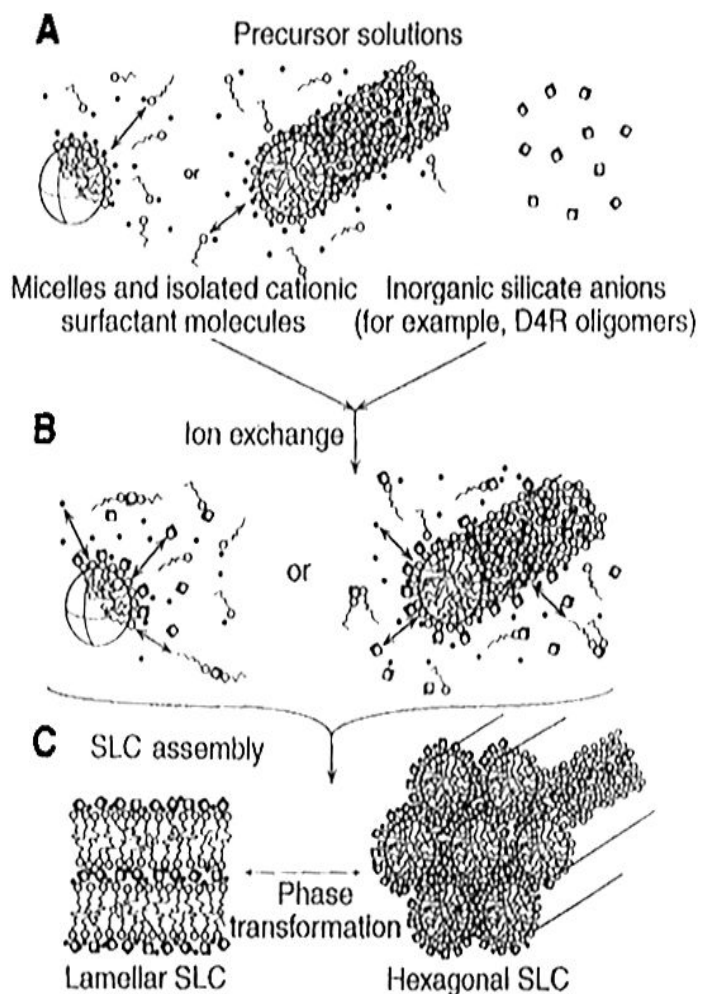 A
Precursor solutions
or
Micelles and isolated cationic
surfactant molecules
Inorganic silicate anions
(for example, D4R oligomers)
B
Ion exchange
or
C
SLC assembly
Phase
transformation
Lamellar SLC
Hexagonal SLC